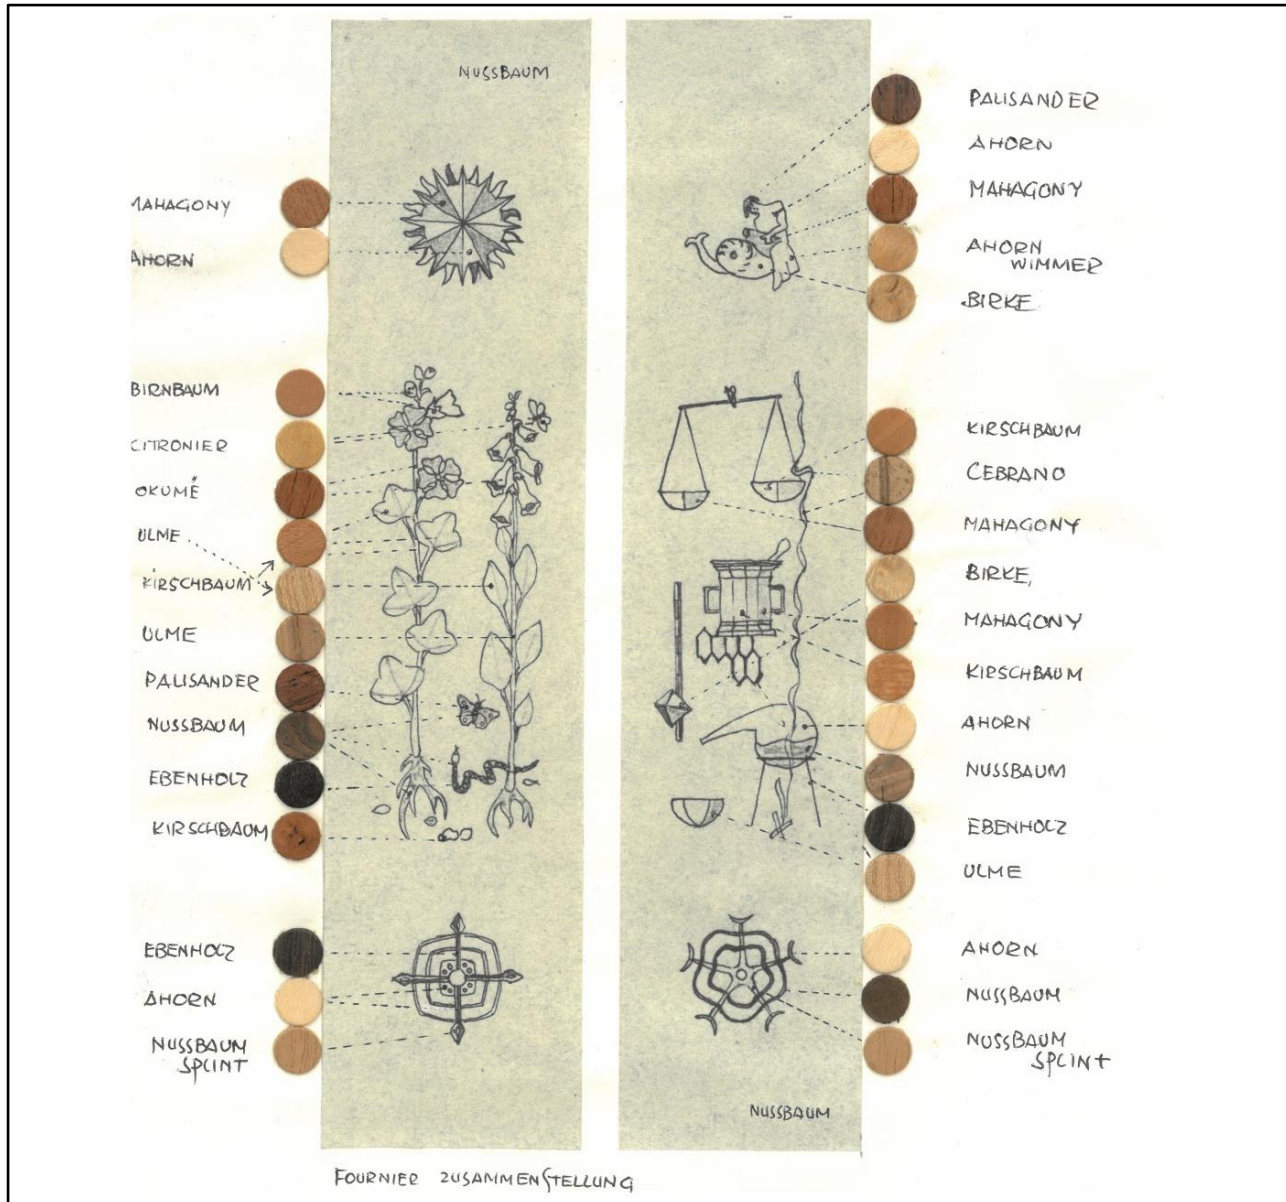 NUSSBAUM
MAHAGONY
AHORN
BIRNBAUM
CITRONIER
OKUMÉ
ULME
KIRSCHBAUM
ULME
PALISANDER
NUSSBAUM
EBENHOLZ
KIRSCHBAUM
EBENHOLZ
AHORN
NUSSBAUM
SPLINT
PALISANDER
AHORN
MAHAGONY
AHORN
WIMMER
BIRKE
KIRSCHBAUM
CEBRANO
MAHAGONY
BIRKE,
MAHAGONY
KIRSCHBAUM
AHORN
NUSSBAUM
EBENHOLZ
ULME
AHORN
NUSSBAUM
NUSSBAUM
SPLINT
NUSSBAUM
FOURNIER ZUSAMMENSTELLUNG